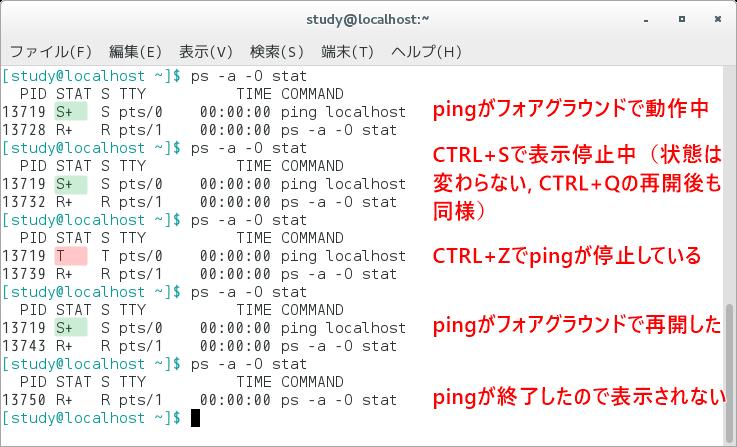 study@localhost:~
ファイル(F) 編集(E) 表示(V) 検索(S) 端末(T) ヘルプ(H)
[study@localhost ~]$ ps -a -O stat
PID STAT S TTY TIME COMMAND
13719 S+ S pts/0 00:00:00 ping localhost
13728 R+ R pts/1 00:00:00 ps -a -O stat
pingがフォアグラウンドで動作中
[study@localhost ~]$ ps -a -O stat
PID STAT S TTY TIME COMMAND
13719 S+ S pts/0 00:00:00 ping localhost
13732 R+ R pts/1 00:00:00 ps -a -O stat
CTRL+Sで表示停止中（状態は
変わらない, CTRL+Qの再開後も
同様）
[study@localhost ~]$ ps -a -O stat
PID STAT S TTY TIME COMMAND
13719 T T pts/0 00:00:00 ping localhost
13739 R+ R pts/1 00:00:00 ps -a -O stat
CTRL+Zでpingが停止している
[study@localhost ~]$ ps -a -O stat
PID STAT S TTY TIME COMMAND
13719 S+ S pts/0 00:00:00 ping localhost
13743 R+ R pts/1 00:00:00 ps -a -O stat
pingがフォアグラウンドで再開した
[study@localhost ~]$ ps -a -O stat
PID STAT S TTY TIME COMMAND
13750 R+ R pts/1 00:00:00 ps -a -O stat
pingが終了したので表示されない
[study@localhost ~]$